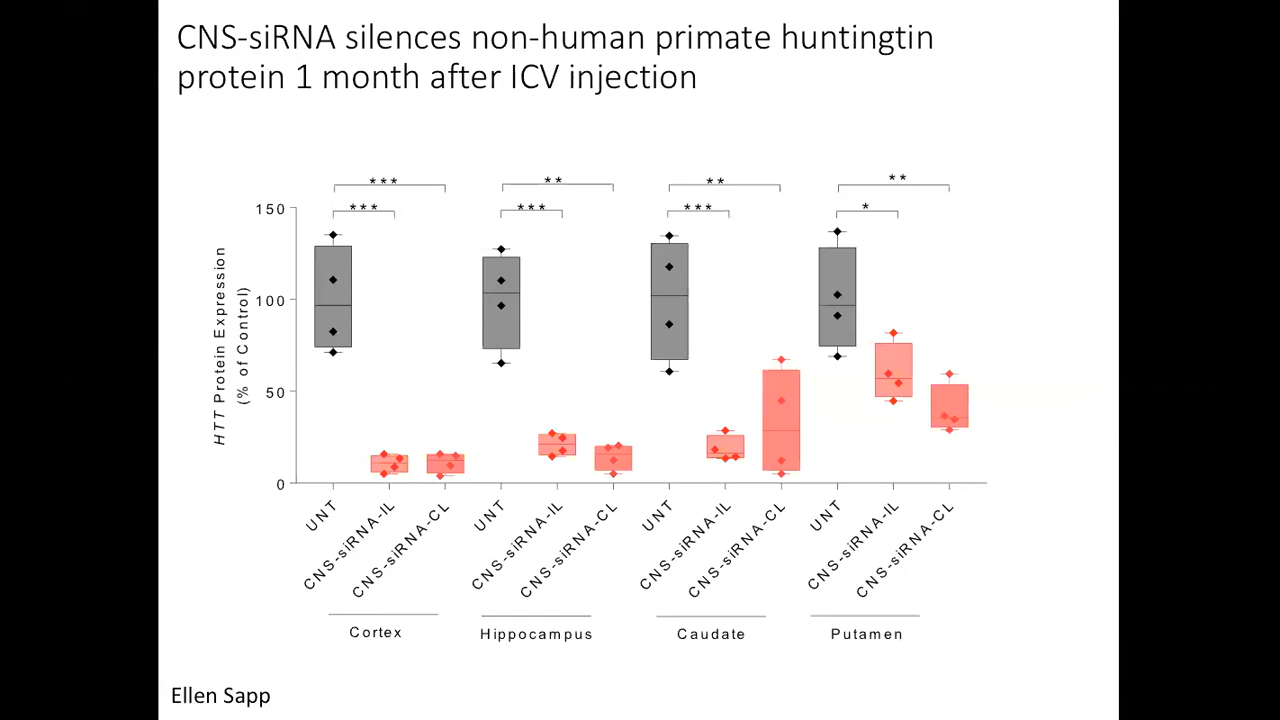 CNS-siRNA silences non-human primate huntingtin
protein 1 month after ICV injection
*** ** ** **
*** *** *** *
HTT Protein Expression
(% of Control)
150
100
50
0
UNT CNS-siRNA-IL CNS-siRNA-CL UNT CNS-siRNA-IL CNS-siRNA-CL UNT CNS-siRNA-IL CNS-siRNA-CL UNT CNS-siRNA-IL CNS-siRNA-CL
Cortex Hippocampus Caudate Putamen
Ellen Sapp